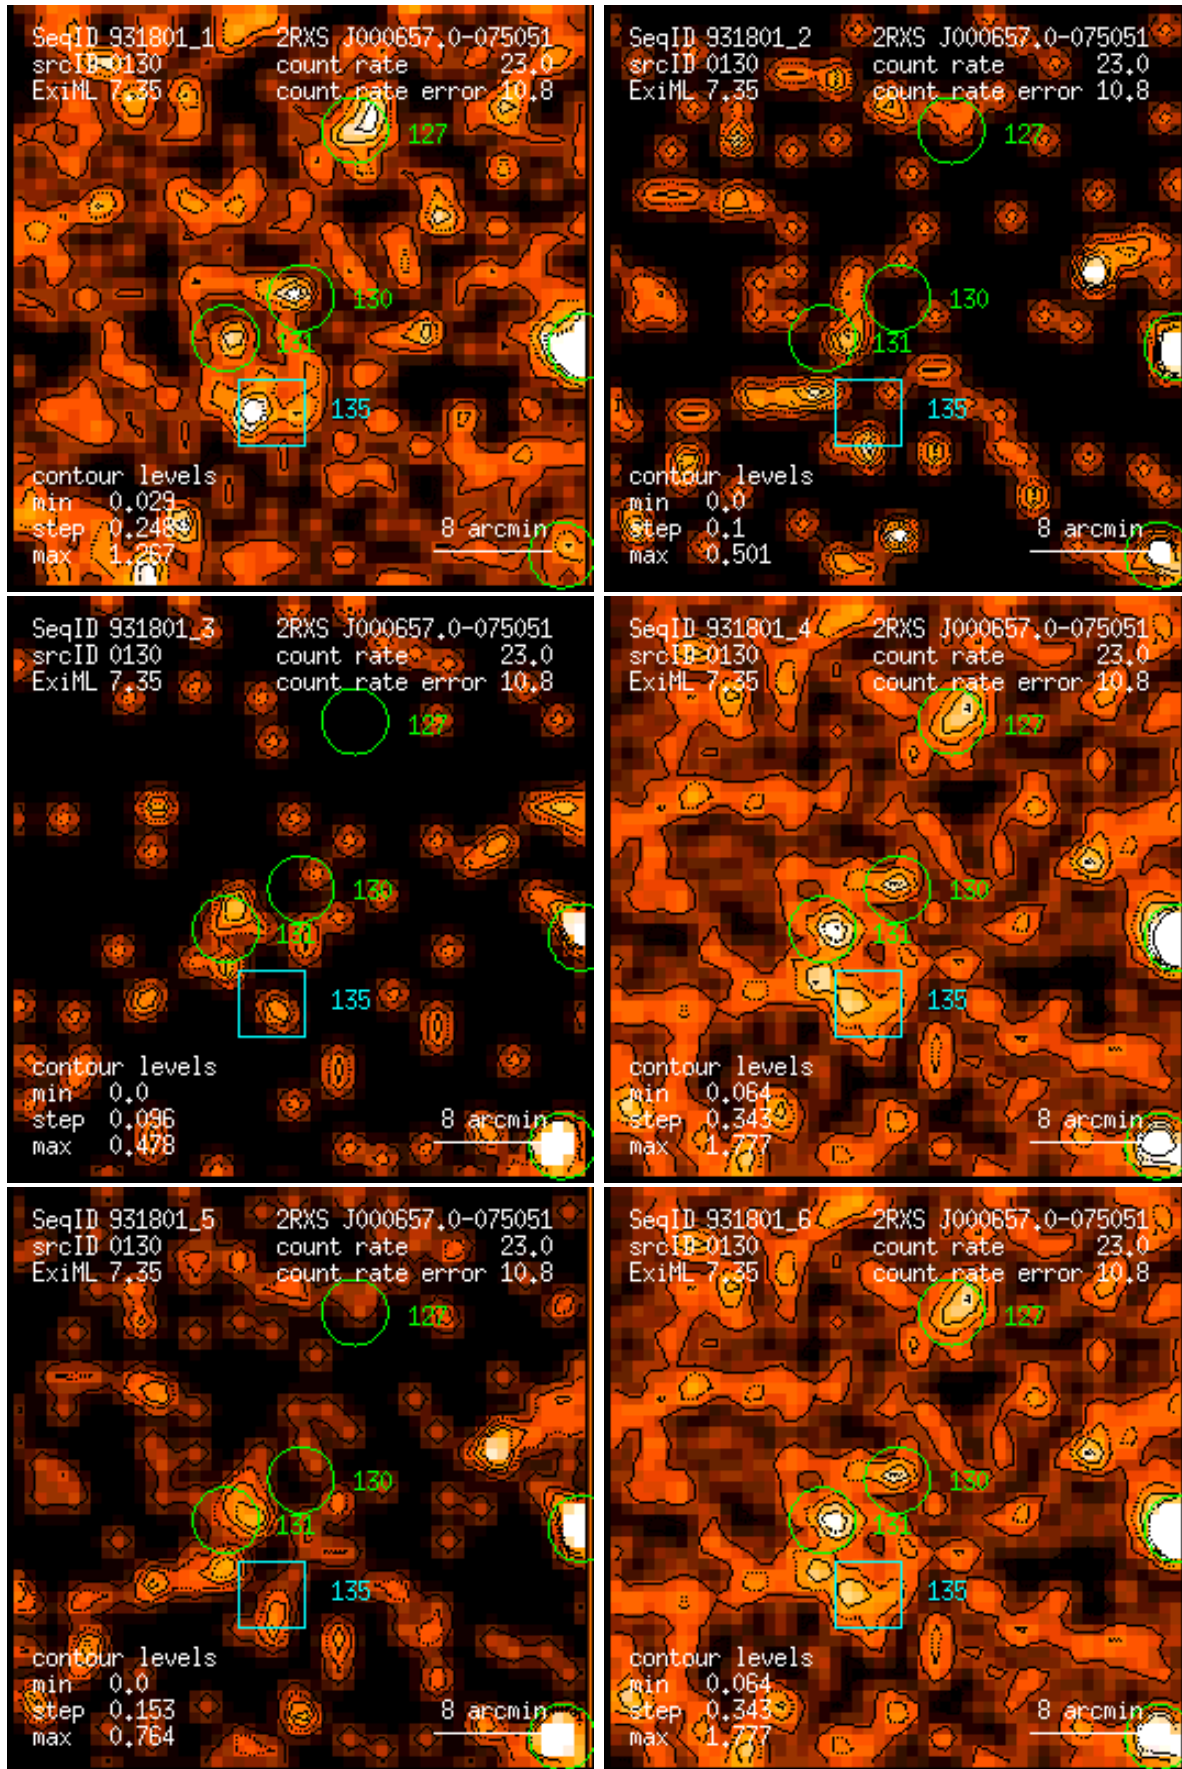 SeqID 931801_1 2RXS J000657.0-075051
srcID 0130 count rate 23.0
ExiML 7.35 count rate error 10.8
127
130
131
135
contour levels
min 0.029
step 0.248
8 arcmin
max 1.267
SeqID 931801_2 2RXS J000657.0-075051
srcID 0130 count rate 23.0
ExiML 7.35 count rate error 10.8
127
130
131
135
contour levels
min 0.0
step 0.1
8 arcmin
max 0.501
SeqID 931801_3 2RXS J000657.0-075051
srcID 0130 count rate 23.0
ExiML 7.35 count rate error 10.8
127
130
131
135
contour levels
min 0.0
step 0.096
8 arcmin
max 0.478
SeqID 931801_4 2RXS J000657.0-075051
srcID 0130 count rate 23.0
ExiML 7.35 count rate error 10.8
127
130
131
135
contour levels
min 0.064
step 0.343
8 arcmin
max 1.777
SeqID 931801_5 2RXS J000657.0-075051
srcID 0130 count rate 23.0
ExiML 7.35 count rate error 10.8
127
130
131
135
contour levels
min 0.0
step 0.153
8 arcmin
max 0.764
SeqID 931801_6 2RXS J000657.0-075051
srcID 0130 count rate 23.0
ExiML 7.35 count rate error 10.8
127
130
131
135
contour levels
min 0.064
step 0.343
8 arcmin
max 1.777